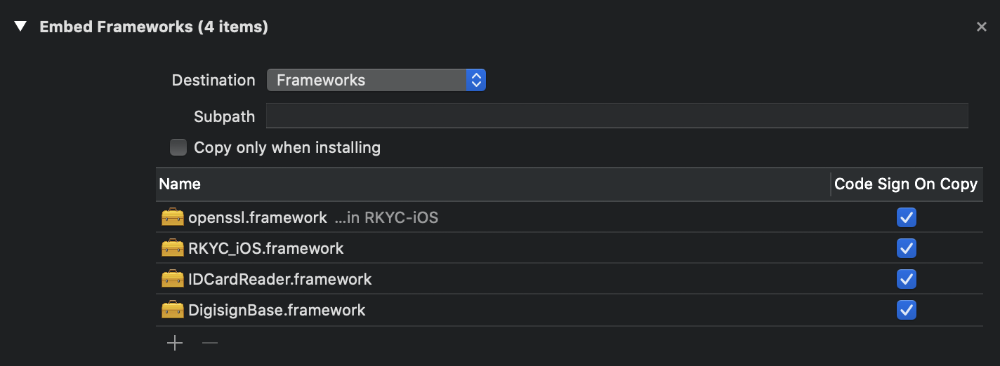 Embed Frameworks (4 items)
Destination Frameworks
Subpath
Copy only when installing
Name Code Sign On Copy
openssl.framework ...in RKYC-iOS
RKYC_iOS.framework
IDCardReader.framework
DigisignBase.framework